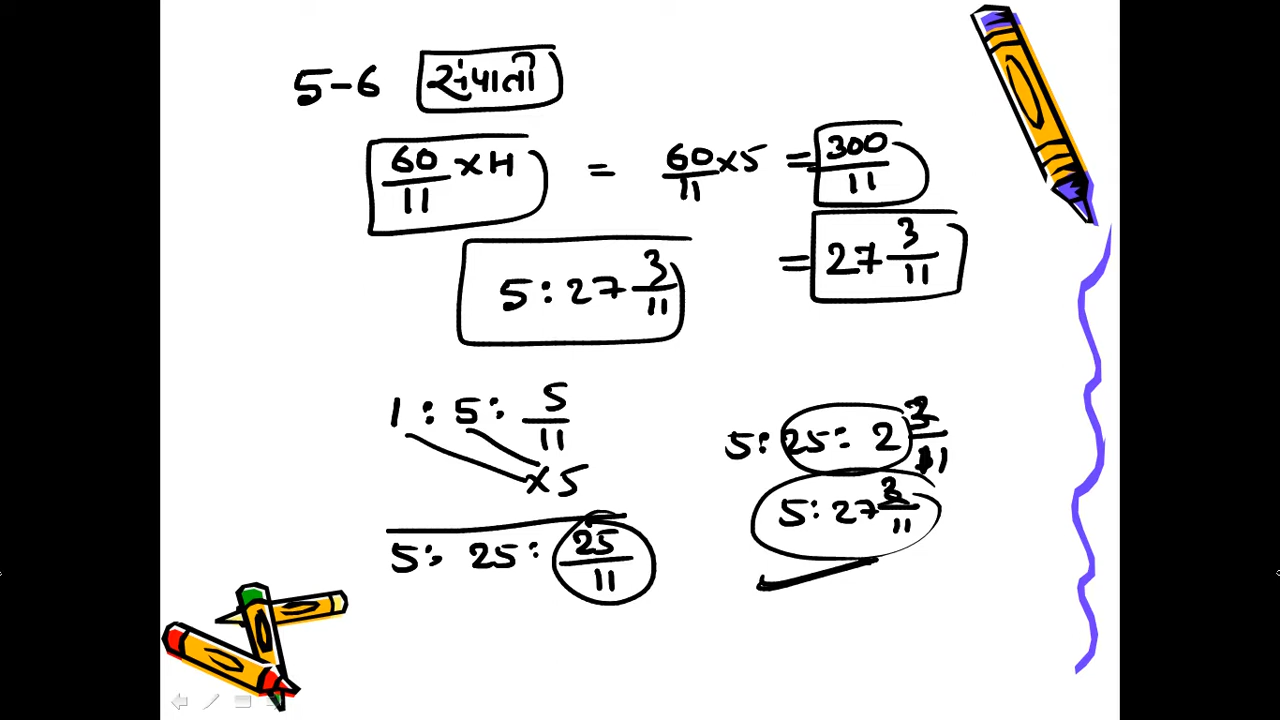 5-6 સંપાતી
60/11 × H = 60/11 × 5 = 300/11
= 27 3/11
5 : 27 3/11
1 : 5 : 5/11
× 5
5 : 25 : 25/11
5 : 25 : 2 3/11
5 : 27 3/11